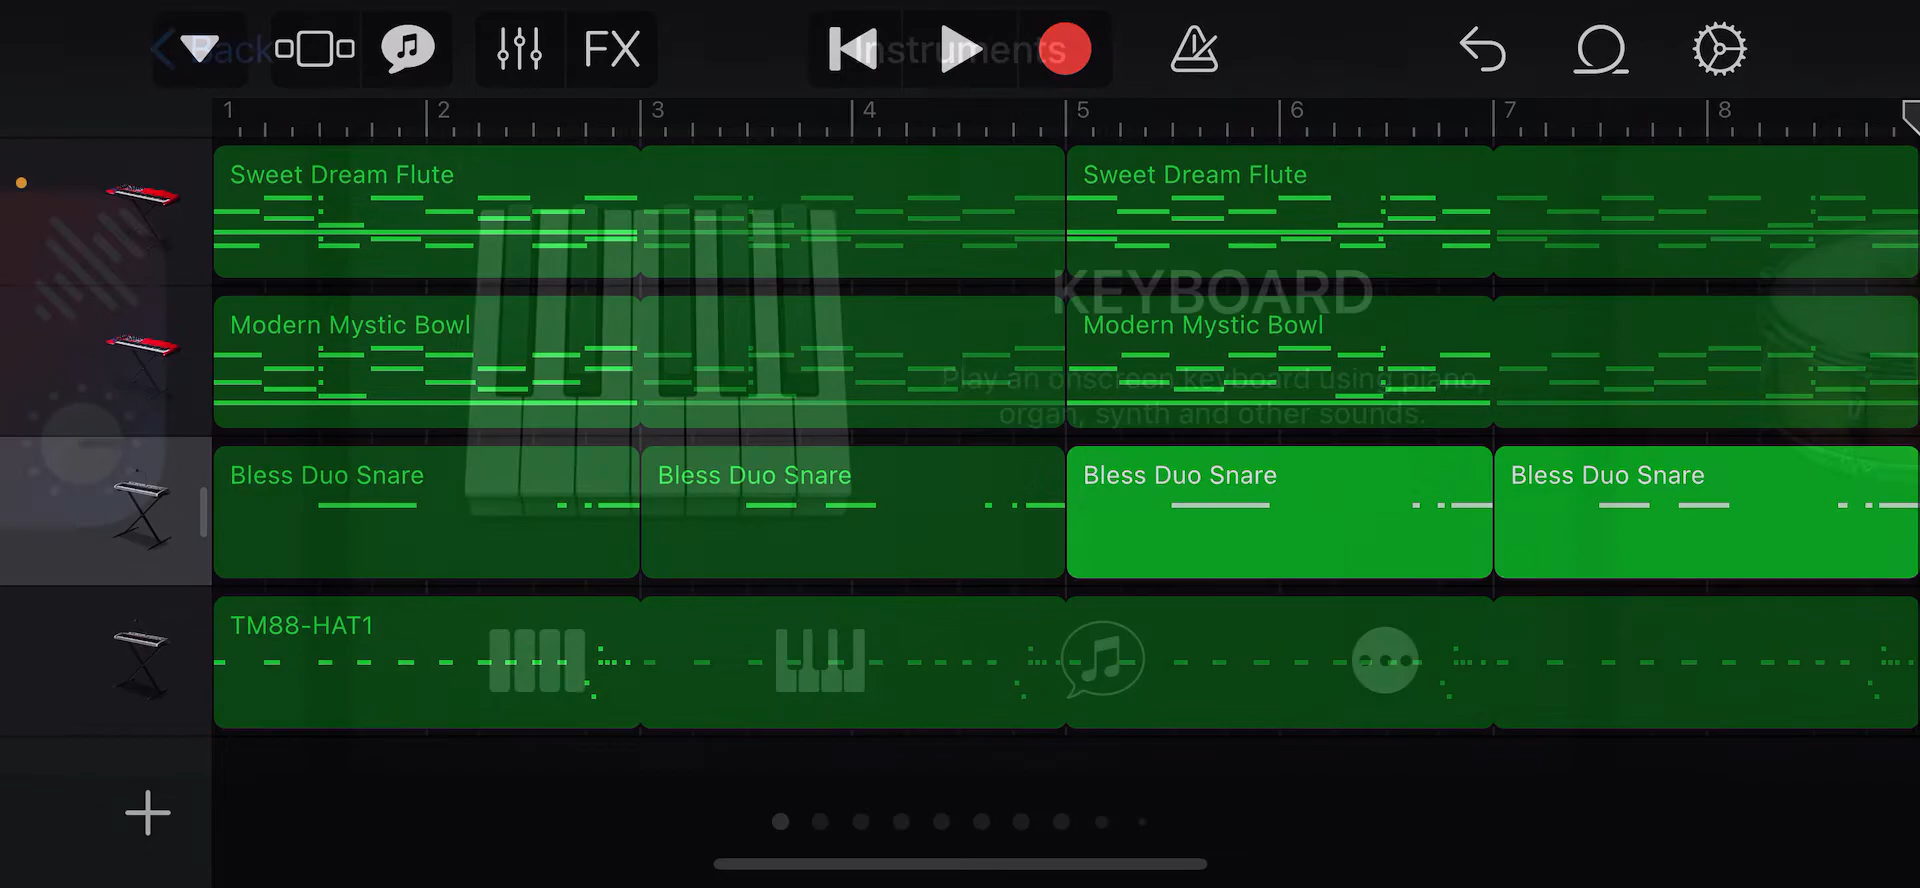 Back
FX
Instruments
1 2 3 4 5 6 7 8
Sweet Dream Flute
Sweet Dream Flute
KEYBOARD
Modern Mystic Bowl
Modern Mystic Bowl
Play an onscreen keyboard using piano,
organ, synth and other sounds.
Bless Duo Snare
Bless Duo Snare
Bless Duo Snare
Bless Duo Snare
TM88-HAT1